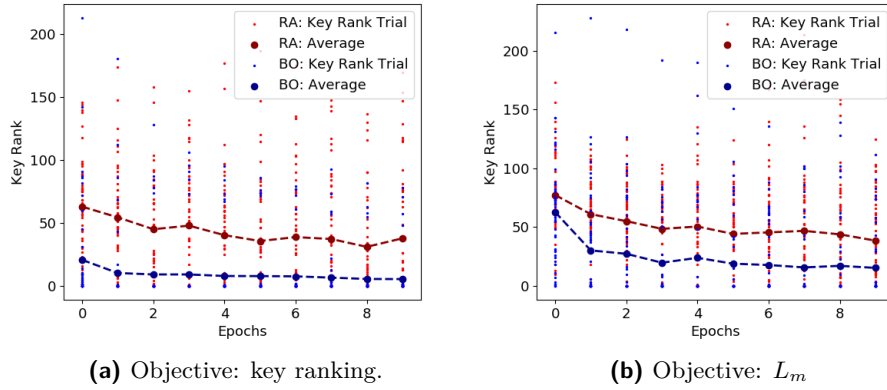 RA: Key Rank Trial
RA: Average
BO: Key Rank Trial
BO: Average
200
150
100
50
0
Key Rank
0 2 4 6 8
Epochs
(a) Objective: key ranking.
RA: Key Rank Trial
RA: Average
BO: Key Rank Trial
BO: Average
200
150
100
50
0
Key Rank
0 2 4 6 8
Epochs
(b) Objective: Lₘ